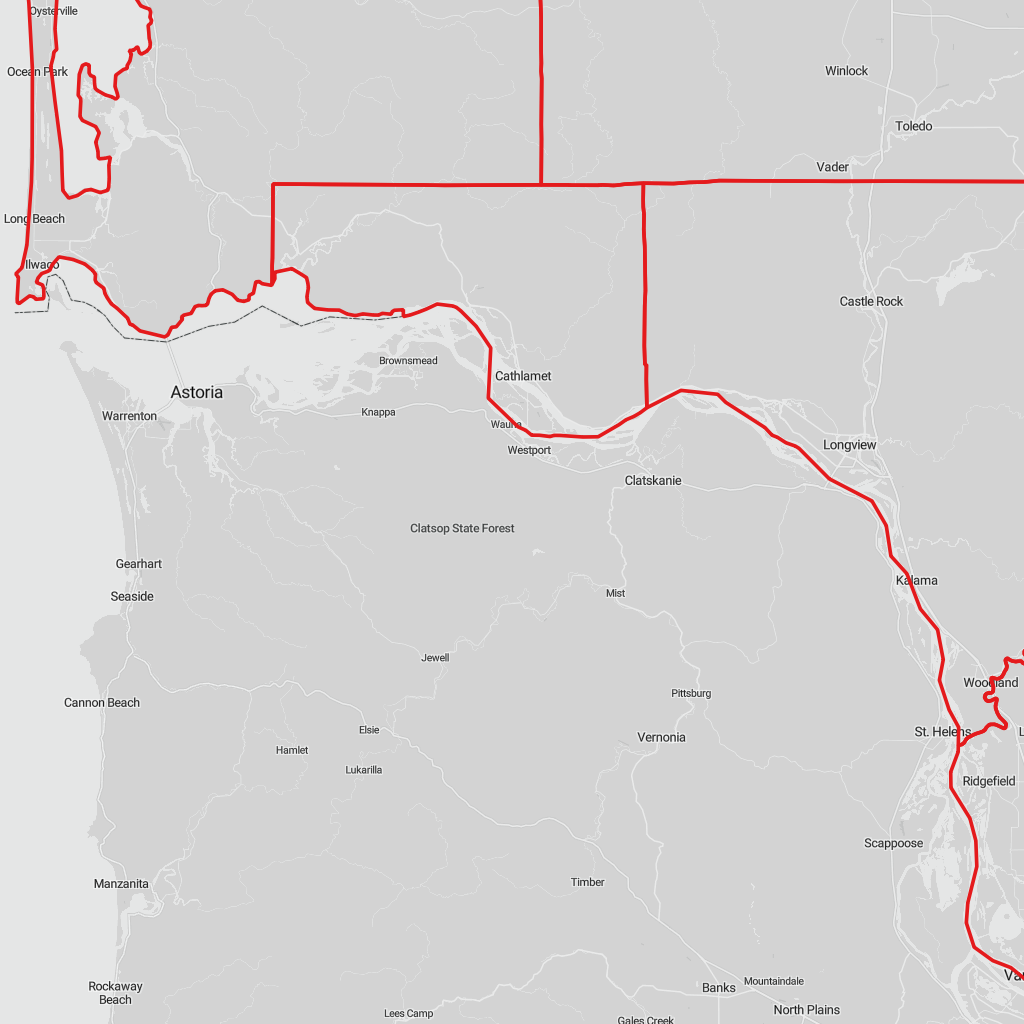 Oysterville
Ocean Park
Winlock
Toledo
Vader
Long Beach
Ilwaco
Castle Rock
Brownsmead
Cathlamet
Astoria
Warrenton
Knappa
Wauna
Westport
Longview
Clatskanie
Clatsop State Forest
Gearhart
Seaside
Kalama
Mist
Jewell
Woodland
Pittsburg
Cannon Beach
Elsie
Vernonia
St. Helens
L
Hamlet
Lukarilla
Ridgefield
Scappoose
Manzanita
Timber
Va
Rockaway
Beach
Banks
Mountaindale
Lees Camp
North Plains
Gales Creek